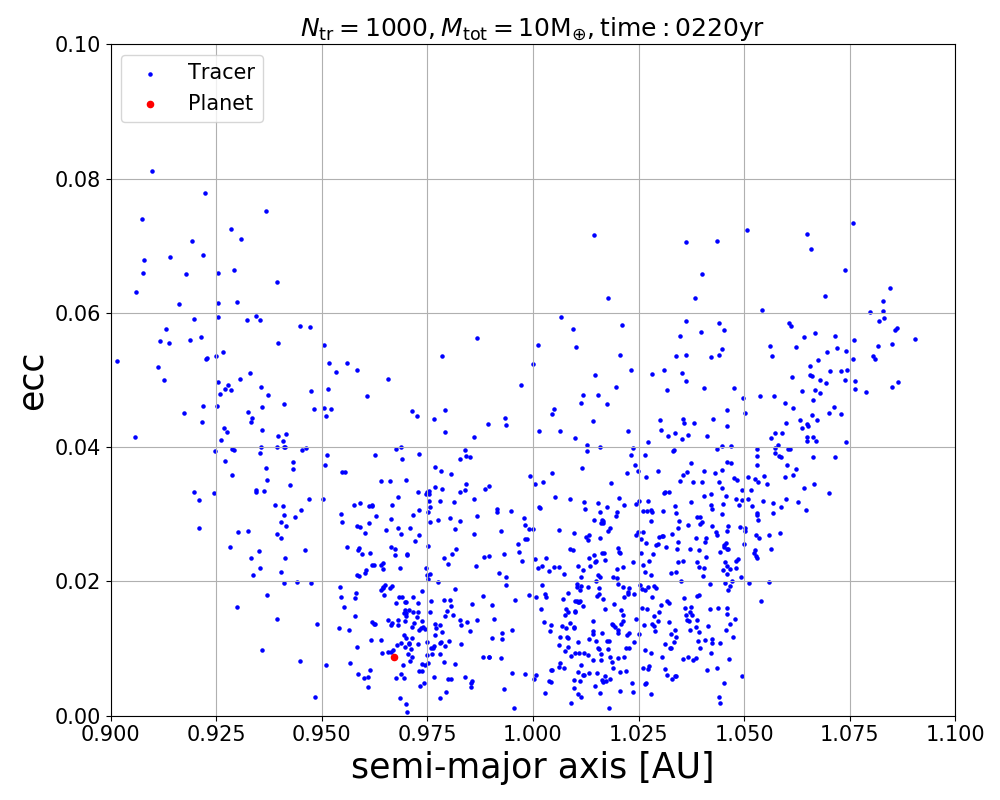 N_tr = 1000, M_tot = 10M_⊕, time : 0220yr
Tracer
Planet
0.10
0.08
0.06
0.04
0.02
0.00
ecc
0.900 0.925 0.950 0.975 1.000 1.025 1.050 1.075 1.100
semi-major axis [AU]